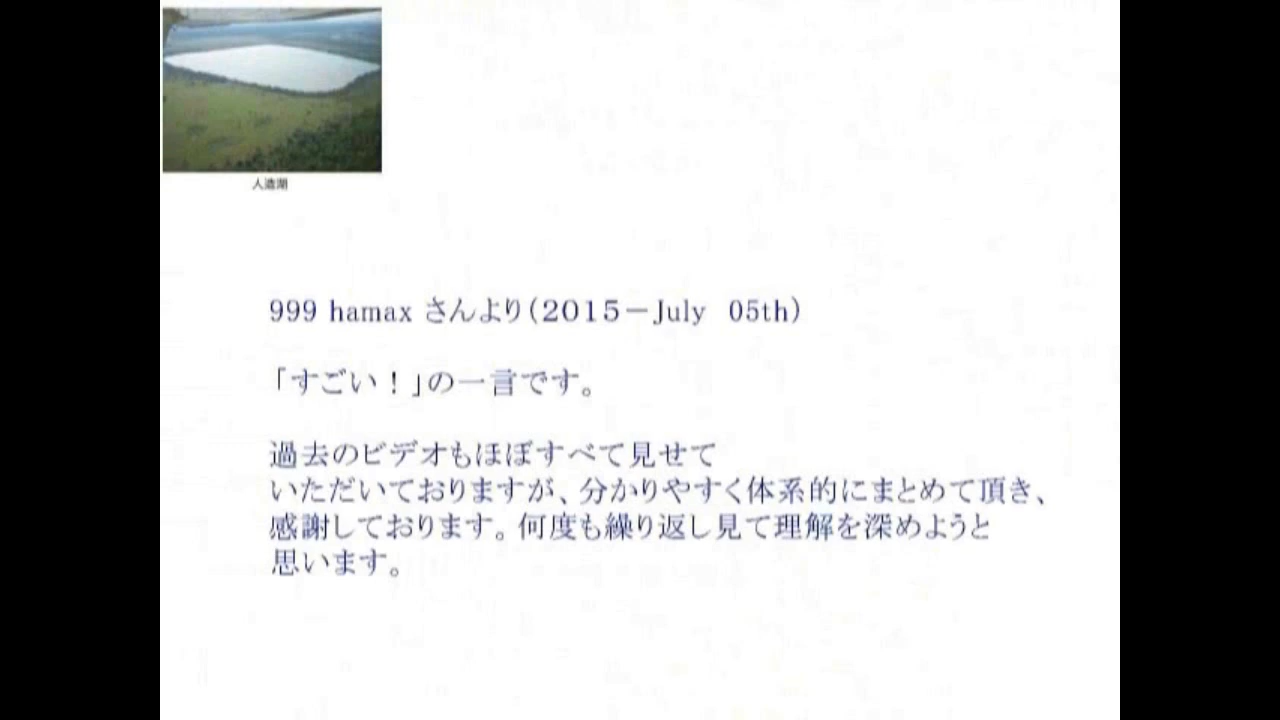 人造湖
999 hamax さんより(2015－July　05th)
「すごい！」の一言です。
過去のビデオもほぼすべて見せて
いただいておりますが、分かりやすく体系的にまとめて頂き、
感謝しております。何度も繰り返し見て理解を深めようと
思います。